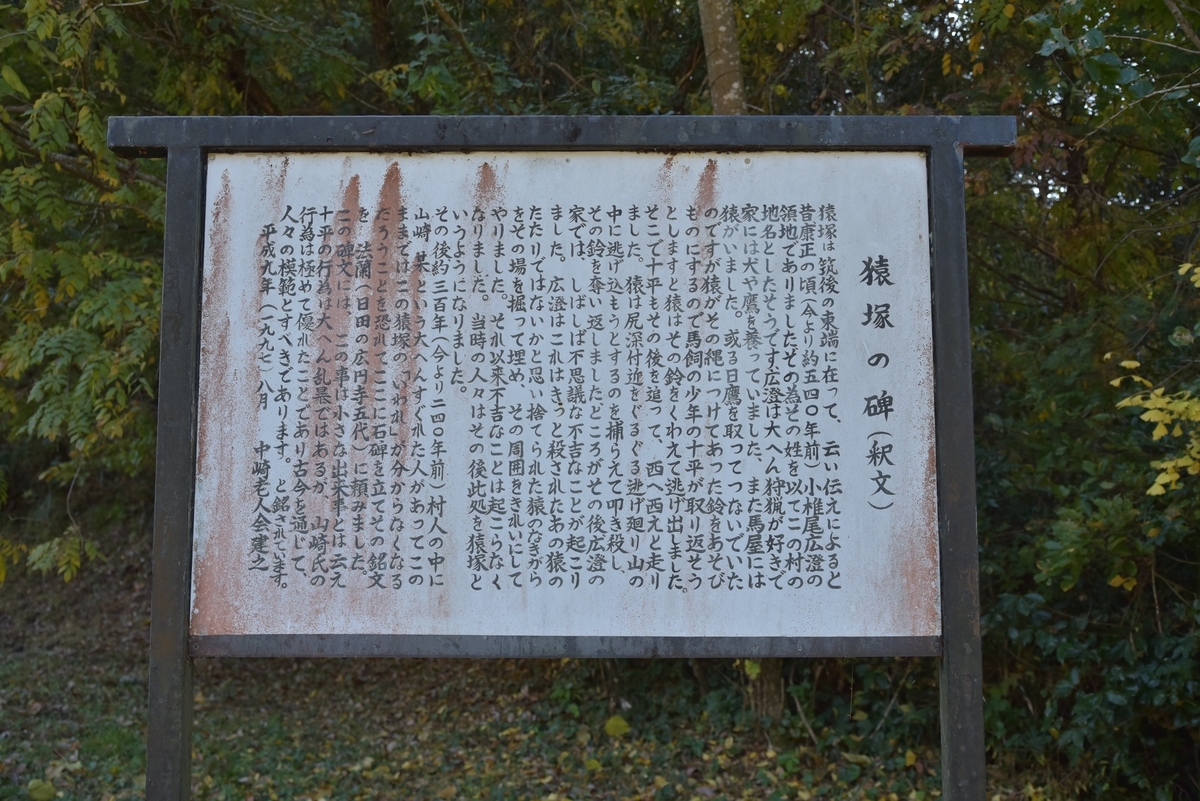 猿塚の碑(釈文)
猿塚は筑後の東端に在って、云い伝えによると
昔康正の頃(今より約五四〇年前)小椎尾広澄の
領地でありましたぞの為その姓を以てこの村の
地名としたそうです広澄は大へん狩猟が好きで
家には犬や鷹を養っていました、また馬屋には
猿がいました。或る日鷹を取ってつないでいた
のですが猿がその縄につけてあった鈴をあそび
ものにするので馬飼の少年の十平が取り返そう
としますと猿はその鈴をくわえて逃げ出しました。
そこで十平もその後を追って、西へ西えと走り
ました。猿は尻深付近をぐるぐる逃げ廻り山の
中に逃げ込もうとするのを捕らえて叩き殺し、
その鈴を奪い返しましたどころがその後広澄の
家では、しばしば不思議な不吉なことが起こり
ました。広澄はこれはきっと殺されたあの猿の
たたりではないかと思い捨てられた猿のなきがら
をその場を掘って埋め、その周囲をきれいにして
やりました。それ以来不吉なことは起こらなく
なりました。当時の人々はその後此処を猿塚と
いうようになりました。
その後約三百年(今より二四〇年前)村人の中に
山崎某という大へんすぐれた人があってこの
ままではこの猿塚の「いわれ」が分からなくなる
だろうことを恐れてここに石碑を立てその銘文
を法蘭(日田の広円寺五代)に頼みました。
この碑文には、この事は小さな出来事とは云え
十平の行為は大へん乱暴ではあるが、山崎氏の
行為は極めて優れたことであり古今を通じて、
人々の模範とすべきであります。と銘されています。
平成九年(一九九七)八月 中崎老人会建之